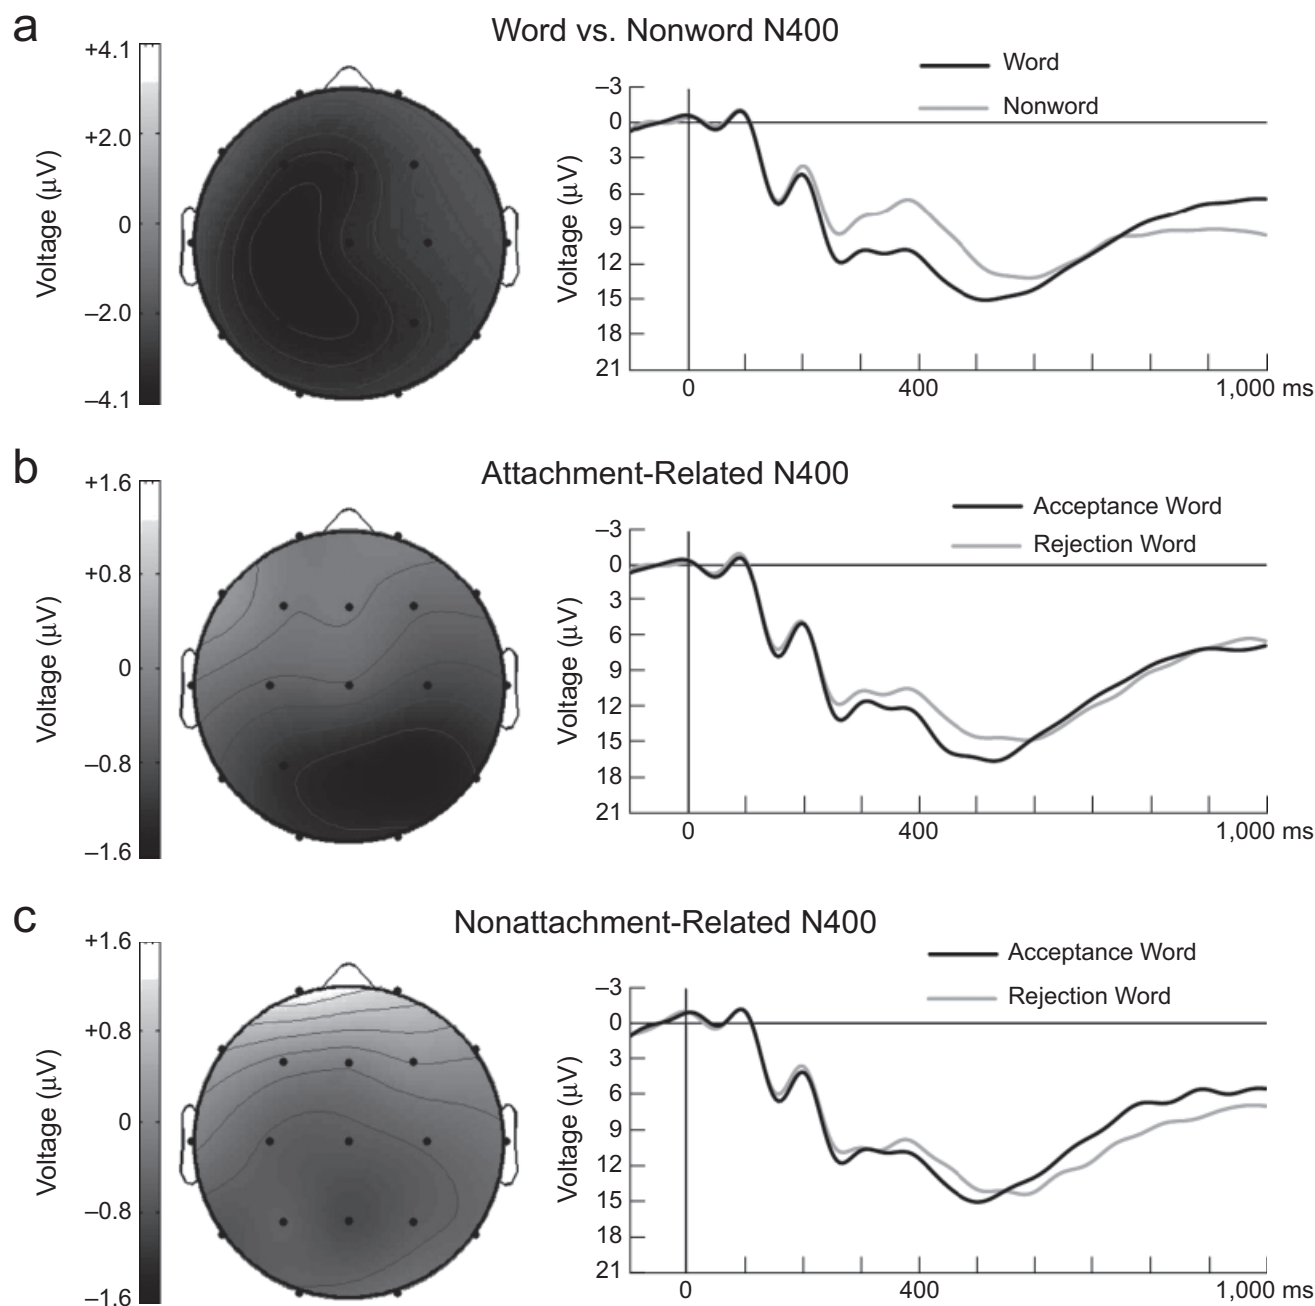 a
Word vs. Nonword N400
+4.1
+2.0
0
–2.0
–4.1
Voltage (μV)
Word
Nonword
–3
0
3
6
9
12
15
18
21
Voltage (μV)
0 400 1,000 ms
b
Attachment-Related N400
+1.6
+0.8
0
–0.8
–1.6
Voltage (μV)
Acceptance Word
Rejection Word
–3
0
3
6
9
12
15
18
21
Voltage (μV)
0 400 1,000 ms
c
Nonattachment-Related N400
+1.6
+0.8
0
–0.8
–1.6
Voltage (μV)
Acceptance Word
Rejection Word
–3
0
3
6
9
12
15
18
21
Voltage (μV)
0 400 1,000 ms